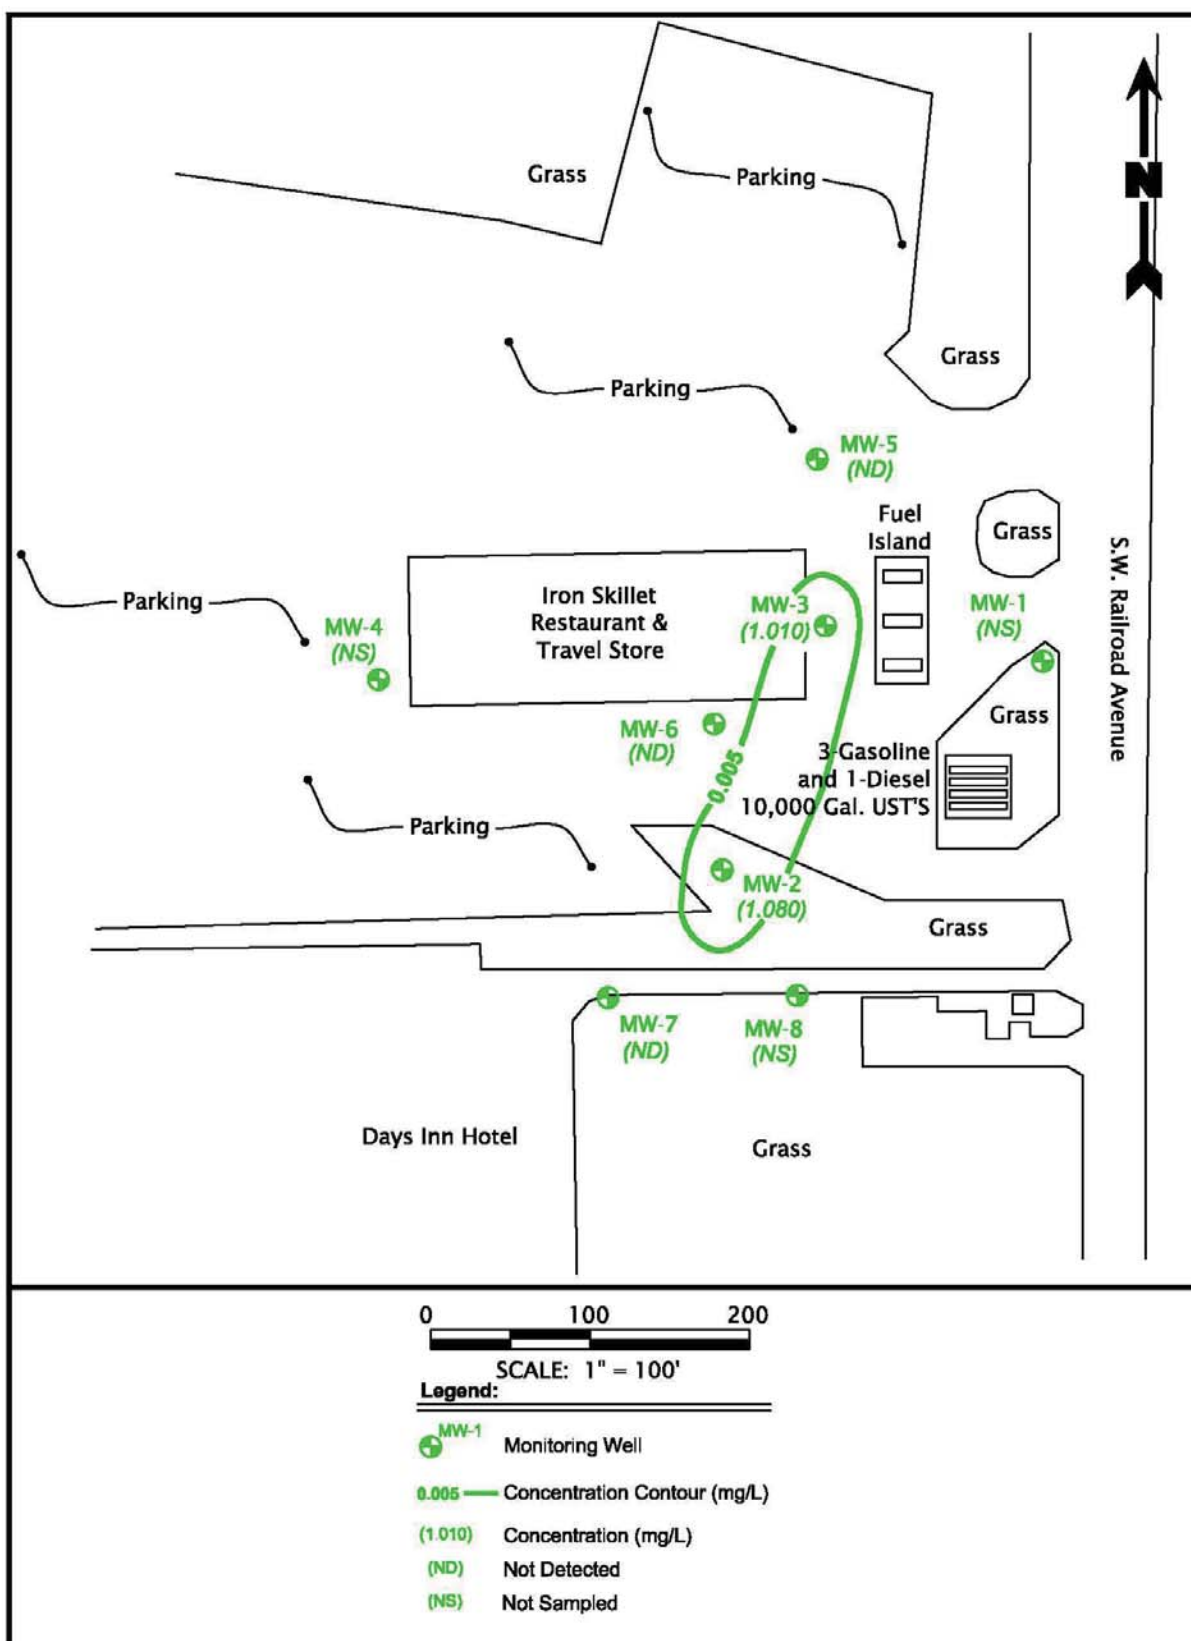 Grass
Parking
N
Grass
Parking
MW-5
(ND)
Fuel
Island
Grass
S.W. Railroad Avenue
Parking
Iron Skillet
Restaurant &
Travel Store
MW-3
(1.010)
MW-1
(NS)
MW-4
(NS)
Grass
MW-6
(ND)
0.005
3-Gasoline
and 1-Diesel
10,000 Gal. UST'S
Parking
MW-2
(1.080)
Grass
MW-7
(ND)
MW-8
(NS)
Days Inn Hotel
Grass
0 100 200
SCALE: 1" = 100'
Legend:
MW-1 Monitoring Well
0.005 Concentration Contour (mg/L)
(1.010) Concentration (mg/L)
(ND) Not Detected
(NS) Not Sampled